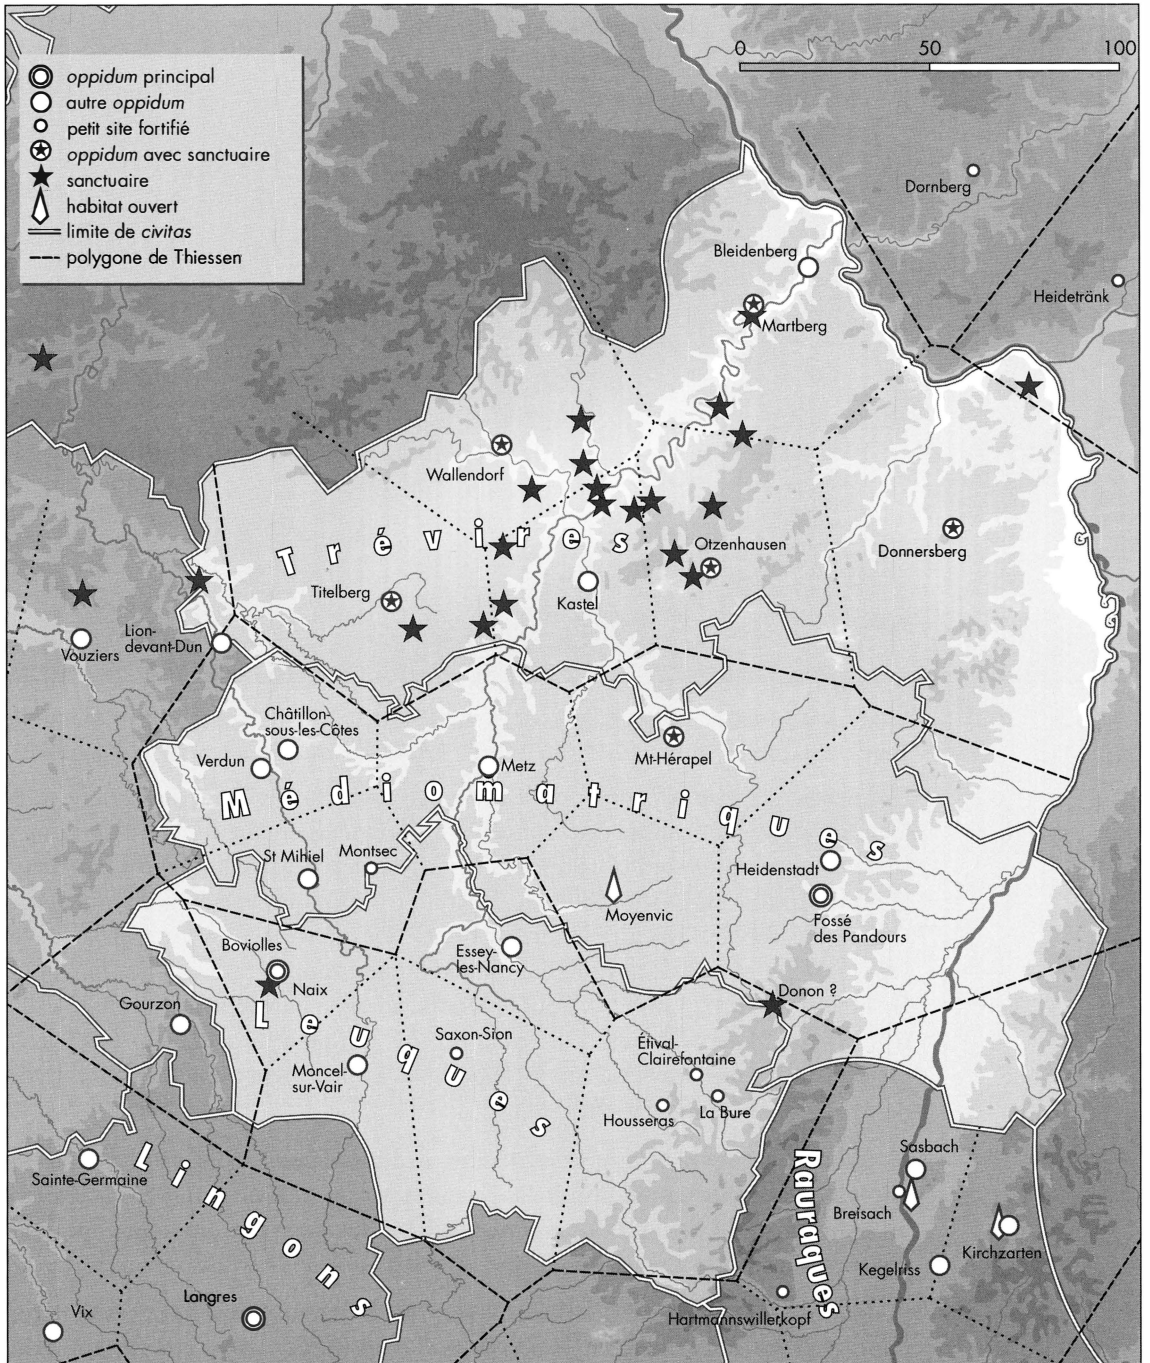 0 50 100
oppidum principal
autre oppidum
petit site fortifié
oppidum avec sanctuaire
sanctuaire
habitat ouvert
limite de civitas
polygone de Thiessen
Dornberg
Bleidenberg
Heidetränk
Martberg
Wallendorf
Trévires
Otzenhausen
Donnersberg
Titelberg
Kastel
Lion-
devant-Dun
Vouziers
Châtillon-
sous-les-Côtes
Verdun
Metz
Mt-Hérapel
Médiomatriques
St Mihiel
Montsec
Heidenstadt
Moyenvic
Fossé
des Pandours
Boviolles
Essey-
les-Nancy
Naix
Donon ?
Gourzon
Leuques
Saxon-Sion
Étival-
Clairefontaine
Moncel-
sur-Vair
Housseras
La Bure
Sasbach
Sainte-Germaine
Lingons
Rauraques
Breisach
Kirchzarten
Kegelriss
Langres
Vix
Hartmannswillerkopf